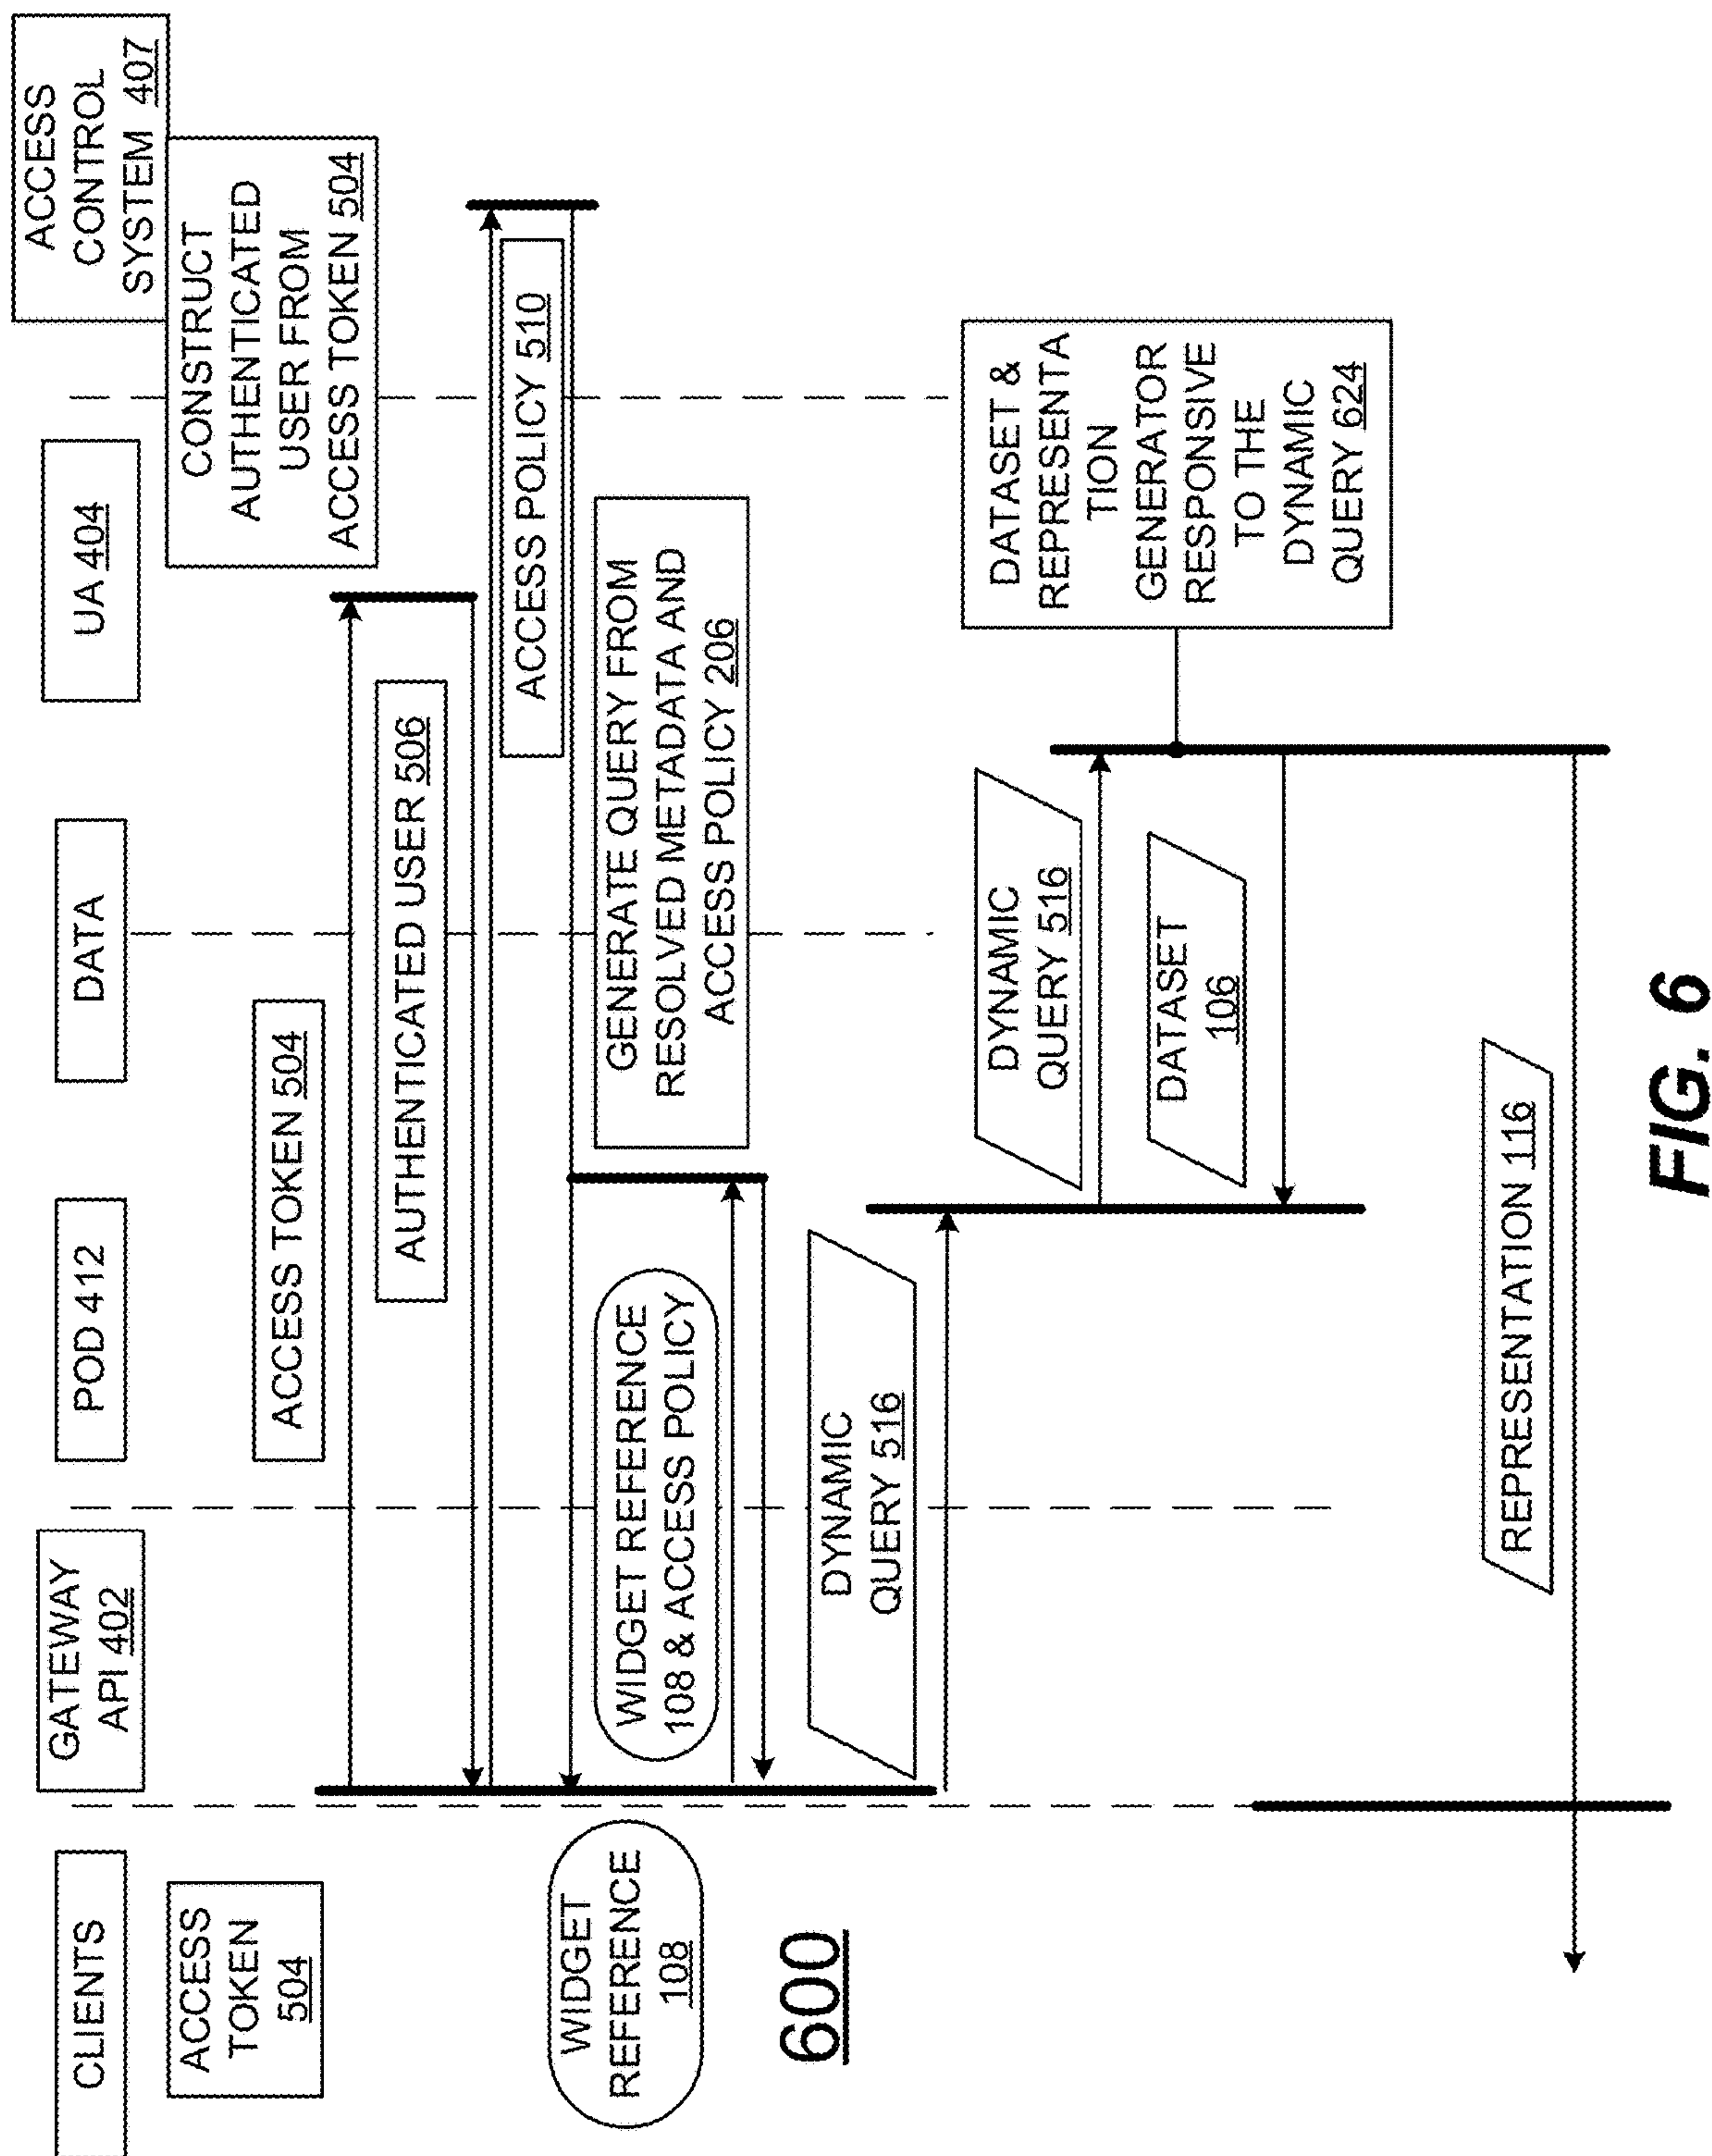 CLIENTS
GATEWAY
API 402
POD 412
DATA
UA 404
ACCESS
CONTROL
SYSTEM 407
ACCESS
TOKEN
504
ACCESS TOKEN 504
CONSTRUCT
AUTHENTICATED
USER FROM
ACCESS TOKEN 504
AUTHENTICATED USER 506
ACCESS POLICY 510
WIDGET
REFERENCE
108
WIDGET REFERENCE
108 & ACCESS POLICY
GENERATE QUERY FROM
RESOLVED METADATA AND
ACCESS POLICY 206
600
DYNAMIC
QUERY 516
DYNAMIC
QUERY 516
DATASET &
REPRESENTA
TION
GENERATOR
RESPONSIVE
TO THE
DYNAMIC
QUERY 624
DATASET
106
REPRESENTATION 116
FIG. 6